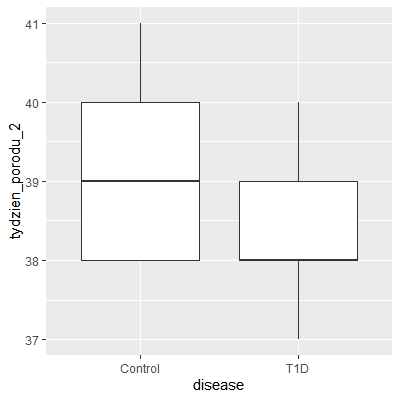 41
40
39
38
37
tydzien_porodu_2
Control T1D
disease